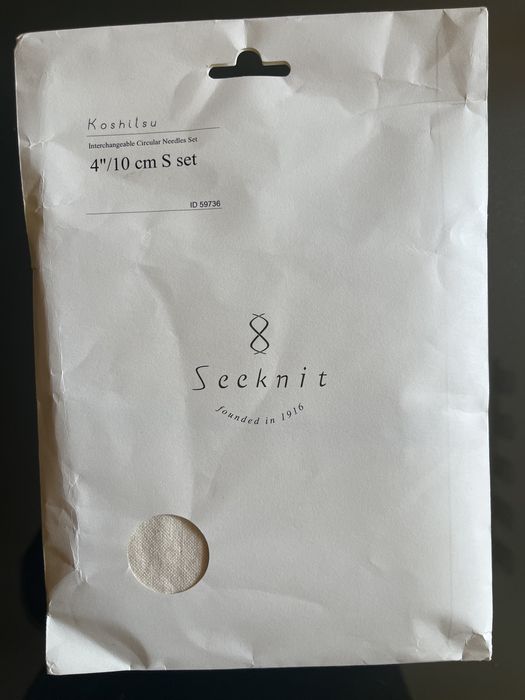 Koshitsu
Interchangeable Circular Needles Set
4"/10 cm S set
ID 59736
Seeknit
founded in 1916